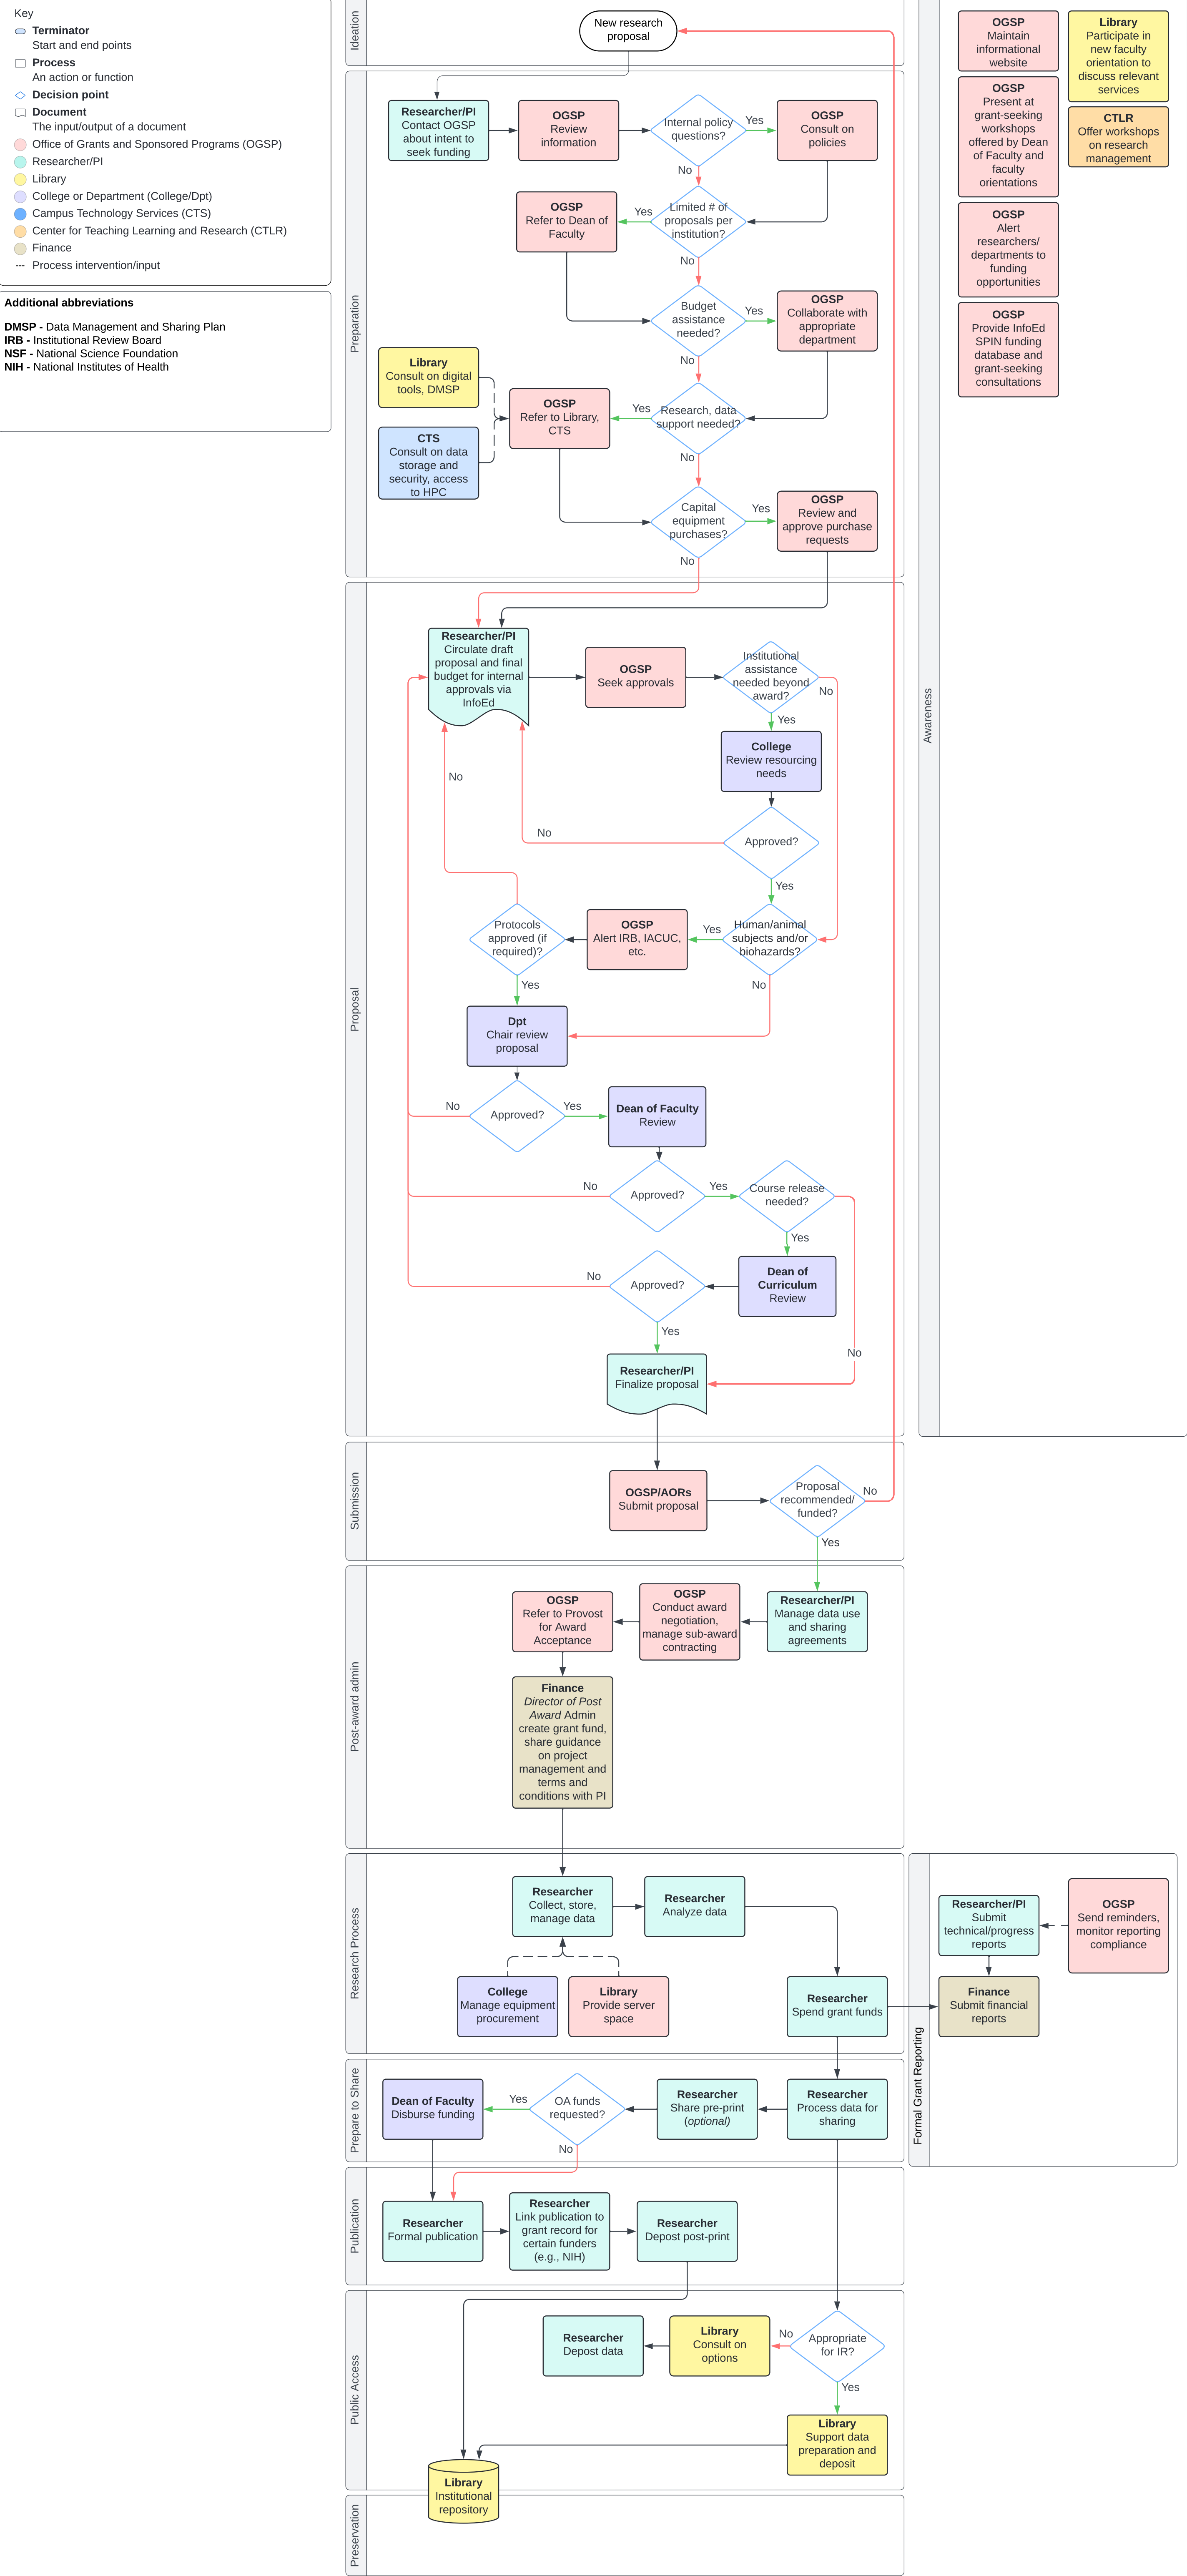 Key
Terminator
Start and end points
Process
An action or function
Decision point
Document
The input/output of a document
Office of Grants and Sponsored Programs (OGSP)
Researcher/PI
Library
College or Department (College/Dpt)
Campus Technology Services (CTS)
Center for Teaching Learning and Research (CTLR)
Finance
Process intervention/input
Additional abbreviations
DMSP - Data Management and Sharing Plan
IRB - Institutional Review Board
NSF - National Science Foundation
NIH - National Institutes of Health
Ideation
New research
proposal
Preparation
Researcher/PI
Contact OGSP
about intent to
seek funding
OGSP
Review
information
Internal policy
questions?
Yes
OGSP
Consult on
policies
No
Limited # of
proposals per
institution?
Yes
OGSP
Refer to Dean of
Faculty
No
Budget
assistance
needed?
Yes
OGSP
Collaborate with
appropriate
department
No
Library
Consult on digital
tools, DMSP
CTS
Consult on data
storage and
security, access
to HPC
OGSP
Refer to Library,
CTS
Yes
Research, data
support needed?
No
Capital
equipment
purchases?
Yes
OGSP
Review and
approve purchase
requests
No
Proposal
Researcher/PI
Circulate draft
proposal and final
budget for internal
approvals via
InfoEd
OGSP
Seek approvals
Institutional
assistance
needed beyond
award?
No
Yes
College
Review resourcing
needs
No
Approved?
No
Yes
Human/animal
subjects and/or
biohazards?
Yes
OGSP
Alert IRB, IACUC,
etc.
Protocols
approved (if
required)?
No
Yes
Dpt
Chair review
proposal
Approved?
No
Yes
Dean of Faculty
Review
Approved?
No
Yes
Course release
needed?
Yes
Dean of
Curriculum
Review
Approved?
No
Yes
No
Researcher/PI
Finalize proposal
Submission
OGSP/AORs
Submit proposal
Proposal
recommended/
funded?
No
Yes
Post-award admin
Researcher/PI
Manage data use
and sharing
agreements
OGSP
Conduct award
negotiation,
manage sub-award
contracting
OGSP
Refer to Provost
for Award
Acceptance
Finance
Director of Post
Award Admin
create grant fund,
share guidance
on project
management and
terms and
conditions with PI
Research Process
Researcher
Collect, store,
manage data
Researcher
Analyze data
College
Manage equipment
procurement
Library
Provide server
space
Researcher
Spend grant funds
Prepare to Share
Researcher
Process data for
sharing
Researcher
Share pre-print
(optional)
OA funds
requested?
Yes
Dean of Faculty
Disburse funding
No
Publication
Researcher
Formal publication
Researcher
Link publication to
grant record for
certain funders
(e.g., NIH)
Researcher
Depost post-print
Public Access
Appropriate
for IR?
No
Library
Consult on
options
Researcher
Depost data
Yes
Library
Support data
preparation and
deposit
Library
Institutional
repository
Preservation
Awareness
OGSP
Maintain
informational
website
OGSP
Present at
grant-seeking
workshops
offered by Dean
of Faculty and
faculty
orientations
OGSP
Alert
researchers/
departments to
funding
opportunities
OGSP
Provide InfoEd
SPIN funding
database and
grant-seeking
consultations
Library
Participate in
new faculty
orientation to
discuss relevant
services
CTLR
Offer workshops
on research
management
Formal Grant Reporting
Researcher/PI
Submit
technical/progress
reports
OGSP
Send reminders,
monitor reporting
compliance
Finance
Submit financial
reports